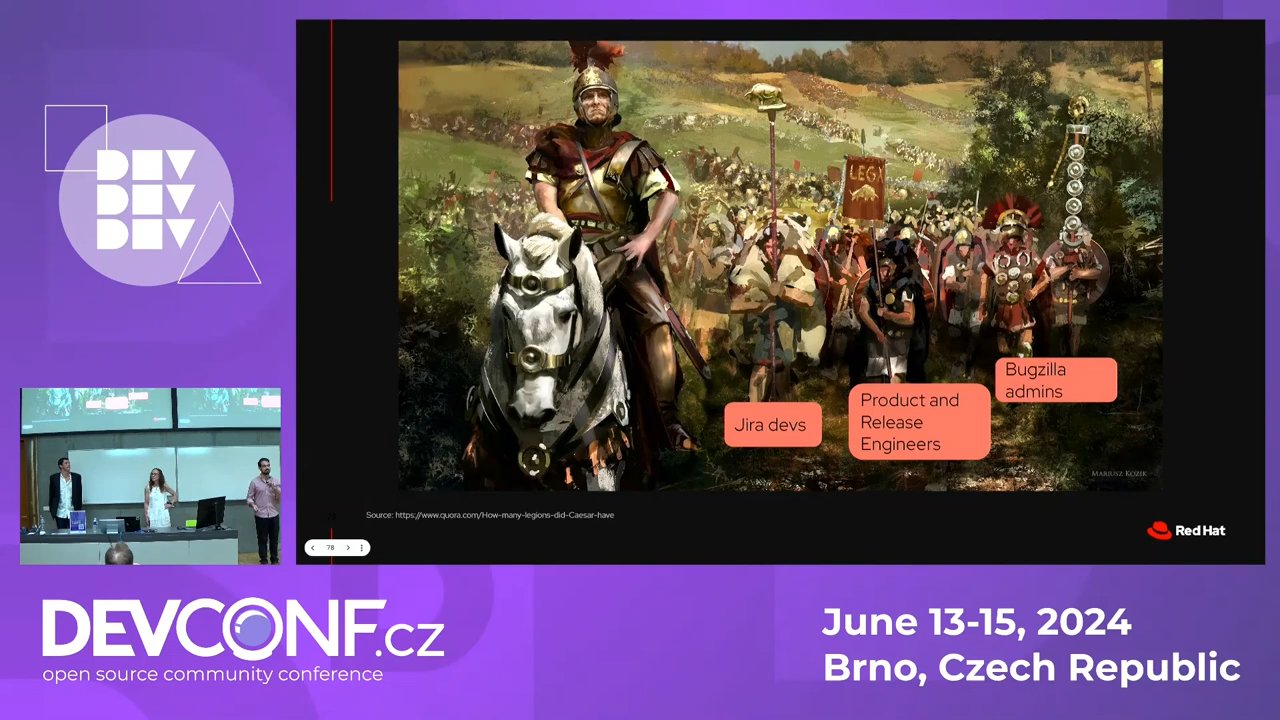 DEV
DEV
DEV
LEGX
Jira devs
Product and
Release
Engineers
Bugzilla
admins
MARIUSZ KOZIK
Source: https://www.quora.com/How-many-legions-did-Caesar-have
78
Red Hat
DEVCONF.cz
open source community conference
June 13-15, 2024
Brno, Czech Republic